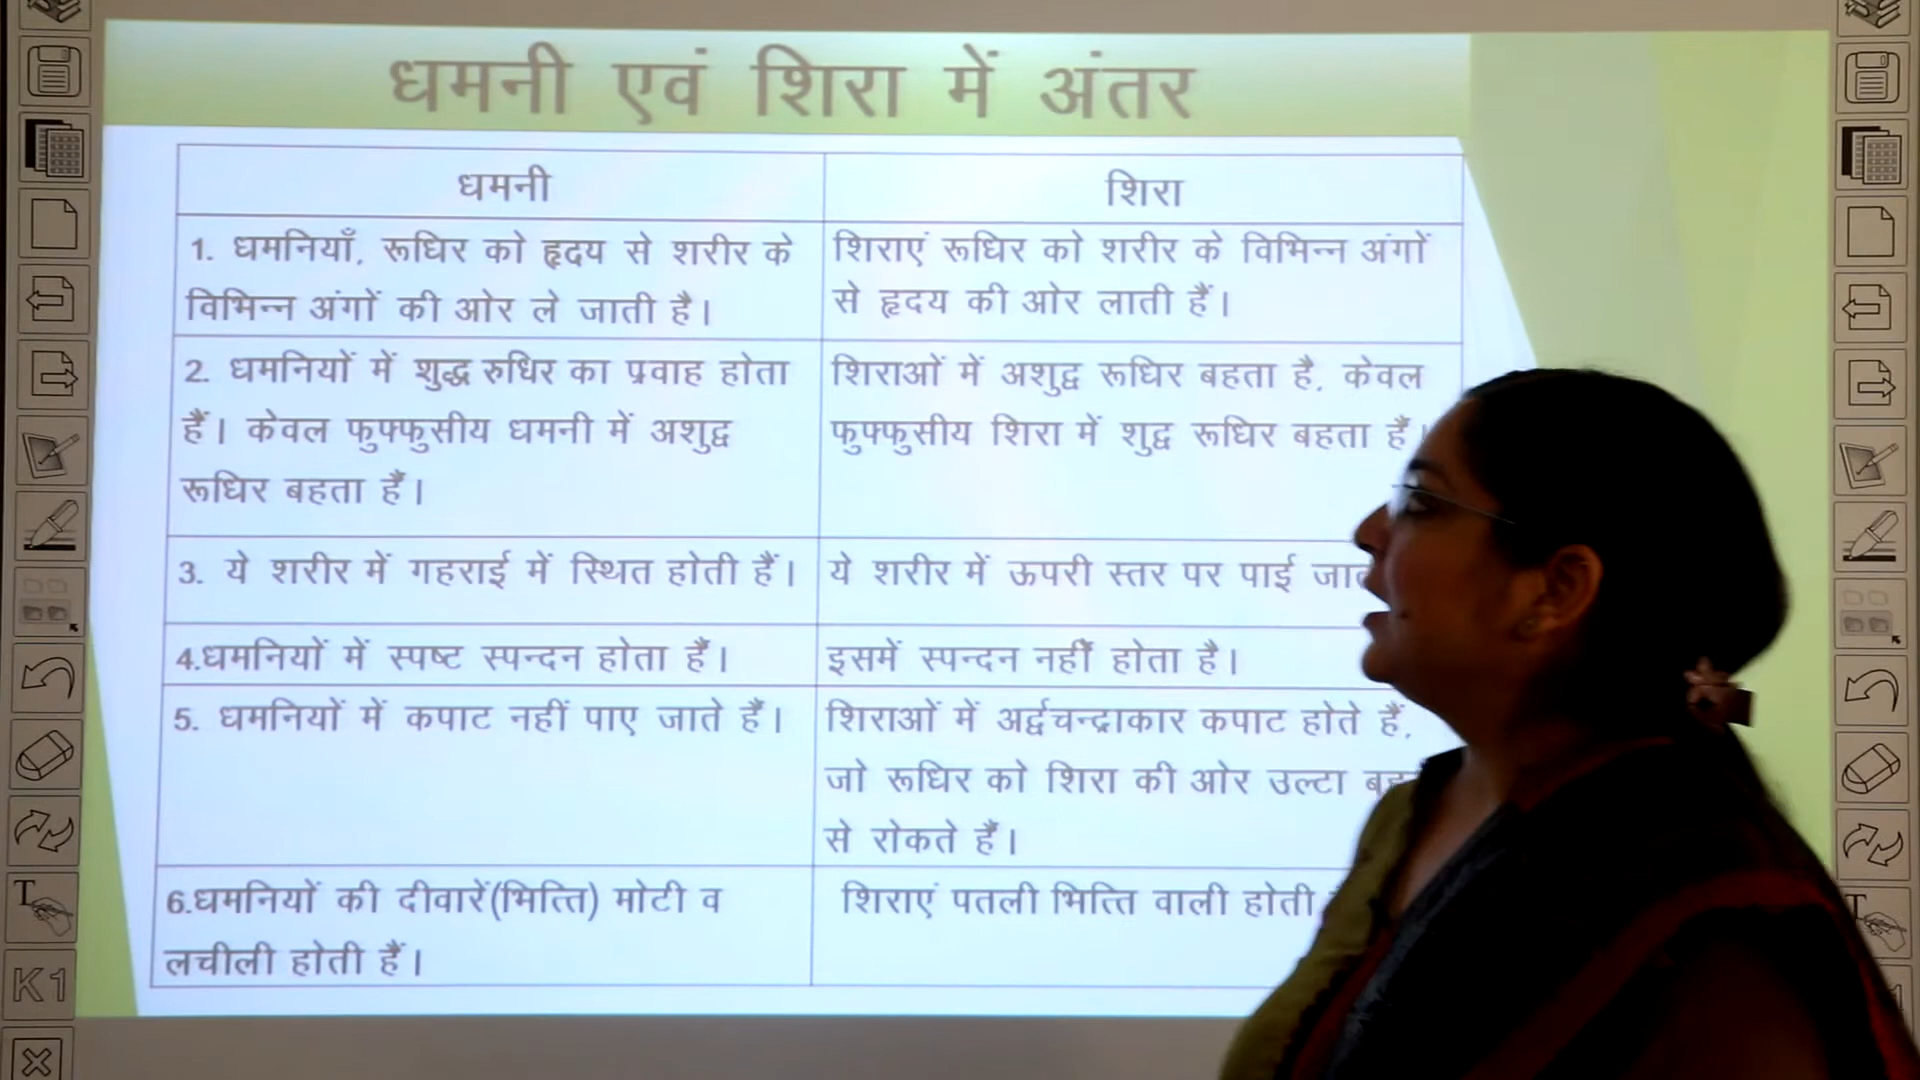 धमनी एवं शिरा में अंतर
धमनी
शिरा
1. धमनियाँ, रूधिर को हृदय से शरीर के
विभिन्न अंगों की ओर ले जाती है।
शिराएं रूधिर को शरीर के विभिन्न अंगों
से हृदय की ओर लाती हैं।
2. धमनियों में शुद्ध रुधिर का प्रवाह होता
हैं। केवल फुफ्फुसीय धमनी में अशुद्व
रूधिर बहता हैं।
शिराओं में अशुद्व रूधिर बहता है, केवल
फुफ्फुसीय शिरा में शुद्व रूधिर बहता हैं।
3. ये शरीर में गहराई में स्थित होती हैं।
ये शरीर में ऊपरी स्तर पर पाई
4.धमनियों में स्पष्ट स्पन्दन होता हैं।
इसमें स्पन्दन नहीं होता है।
5. धमनियों में कपाट नहीं पाए जाते हैं।
शिराओं में अर्द्वचन्द्राकार कपाट होते हैं,
जो रूधिर को शिरा की ओर उल्टा
से रोकते हैं।
6.धमनियों की दीवारें(भित्ति) मोटी व
लचीली होती हैं।
शिराएं पतली भित्ति वाली होती
K1
T